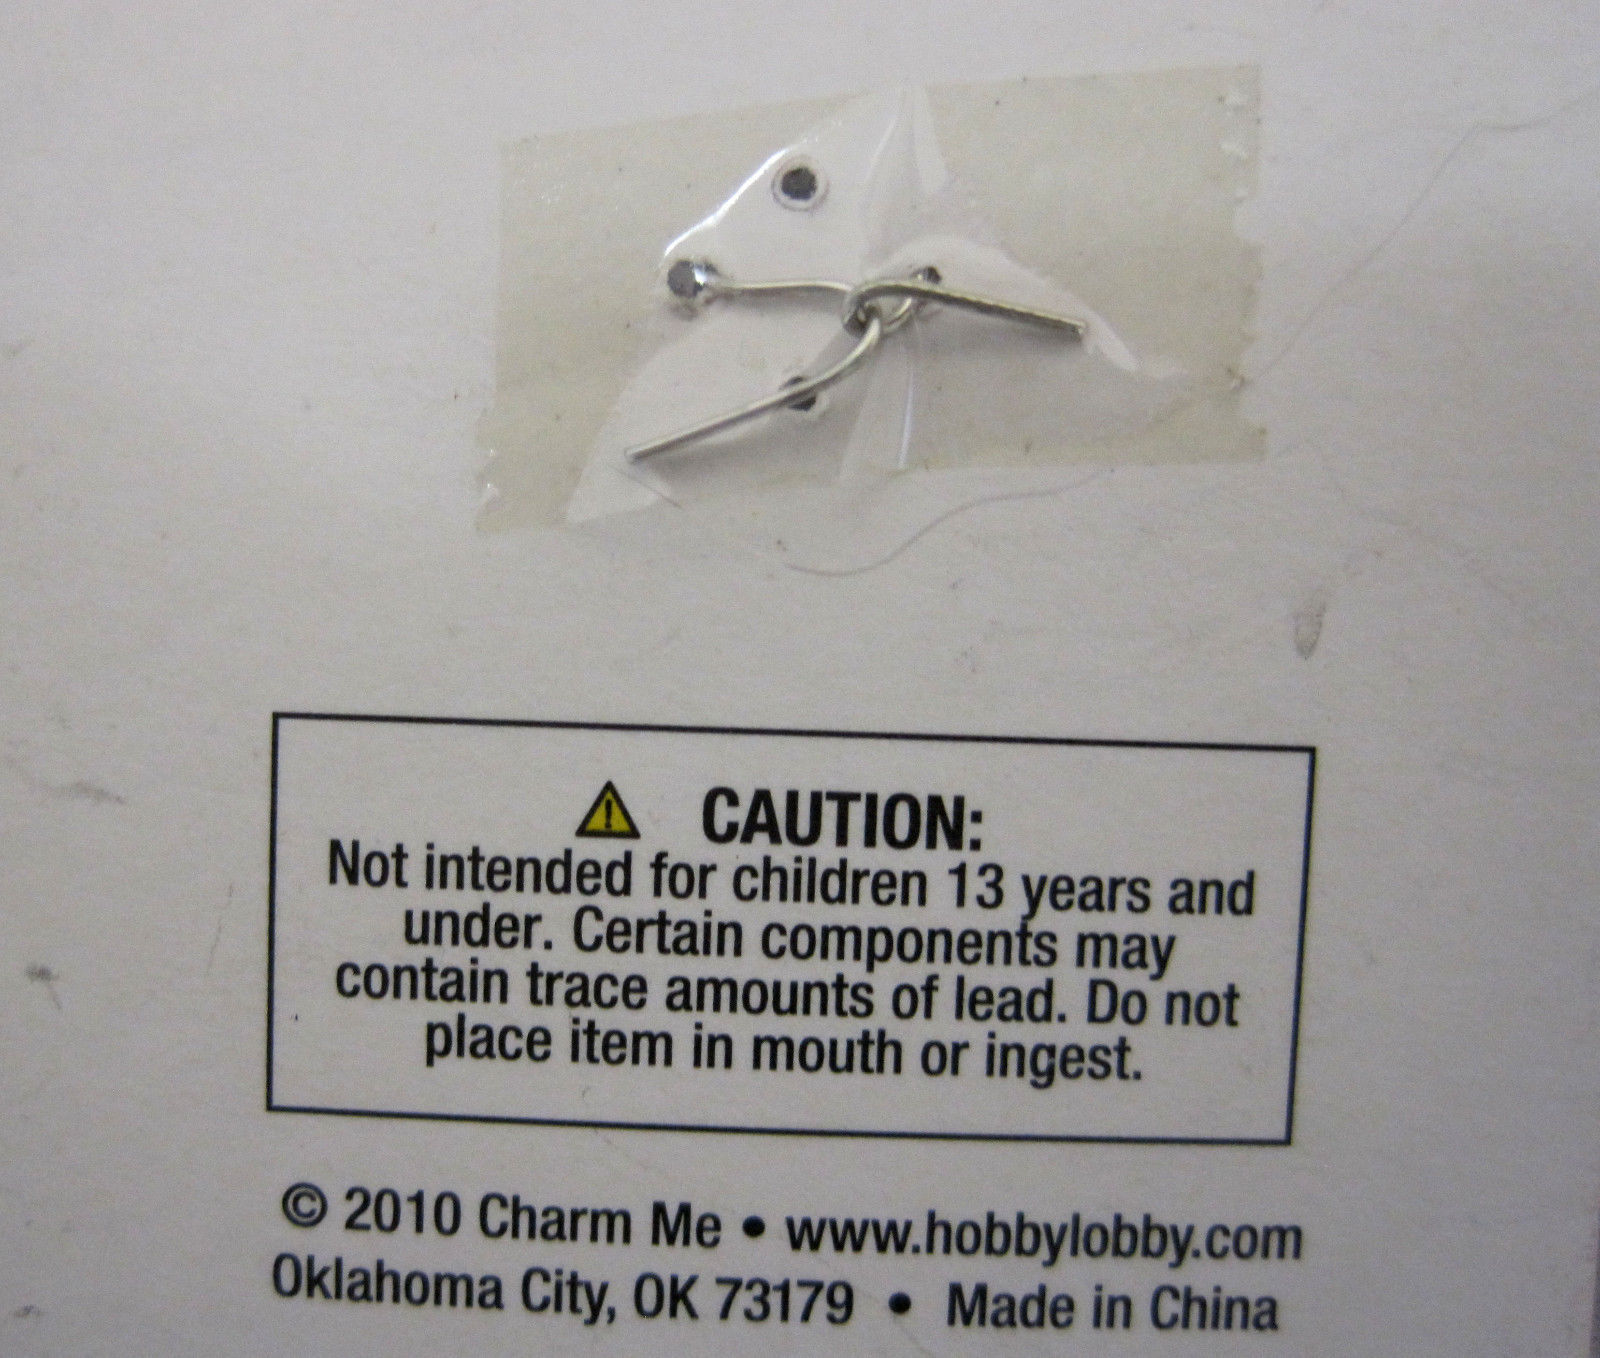 CAUTION:
Not intended for children 13 years and
under. Certain components may
contain trace amounts of lead. Do not
place item in mouth or ingest.
© 2010 Charm Me • www.hobbylobby.com
Oklahoma City, OK 73179 • Made in China